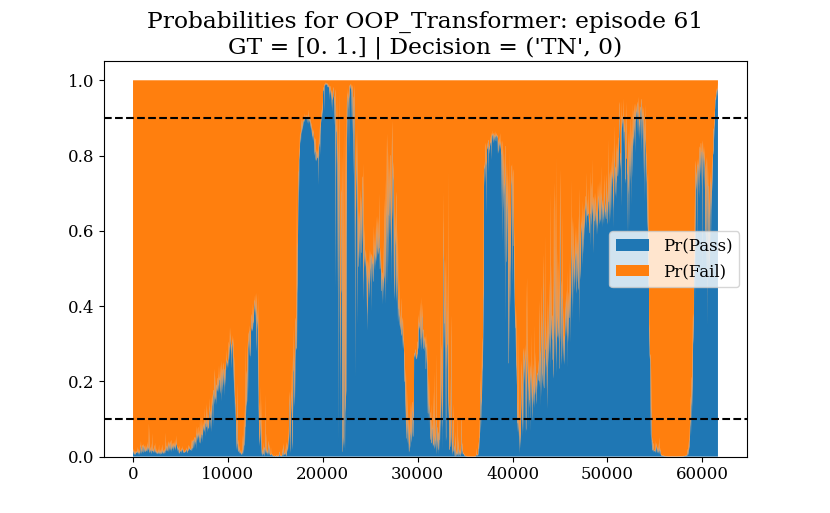 Probabilities for OOP_Transformer: episode 61
GT = [0. 1.] | Decision = ('TN', 0)
1.0
0.8
0.6
0.4
0.2
0.0
Pr(Pass)
Pr(Fail)
0 10000 20000 30000 40000 50000 60000